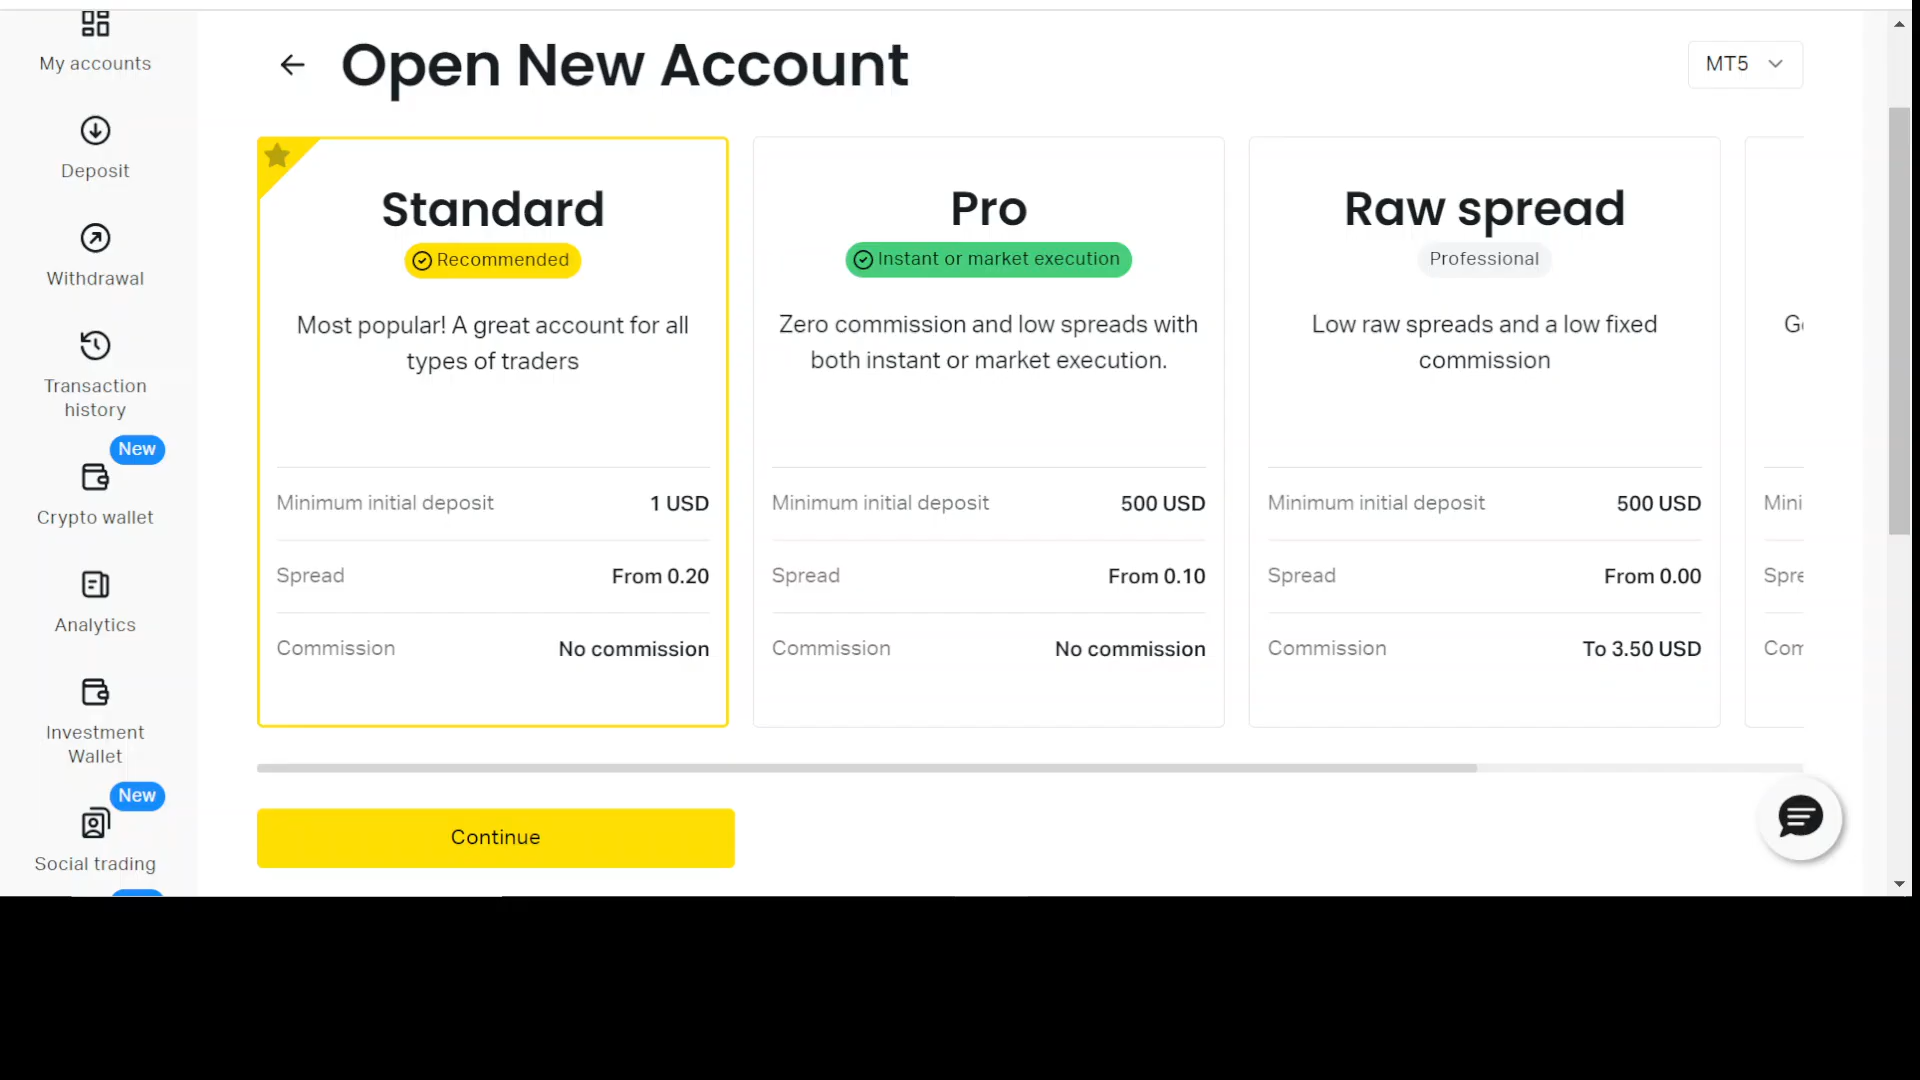 My accounts
Deposit
Withdrawal
Transaction
history
New
Crypto wallet
Analytics
Investment
Wallet
New
Social trading
Open New Account
MT5
Standard
Recommended
Most popular! A great account for all
types of traders
Minimum initial deposit 1 USD
Spread From 0.20
Commission No commission
Pro
Instant or market execution
Zero commission and low spreads with
both instant or market execution.
Minimum initial deposit 500 USD
Spread From 0.10
Commission No commission
Raw spread
Professional
Low raw spreads and a low fixed
commission
Minimum initial deposit 500 USD
Spread From 0.00
Commission To 3.50 USD
Continue